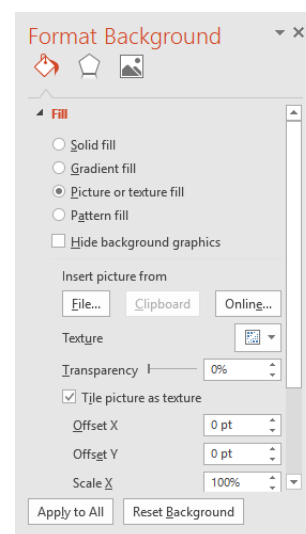 Format Background
Fill
Solid fill
Gradient fill
Picture or texture fill
Pattern fill
Hide background graphics
Insert picture from
File... Clipboard Online...
Texture
Transparency 0%
Tile picture as texture
Offset X 0 pt
Offset Y 0 pt
Scale X 100%
Apply to All Reset Background